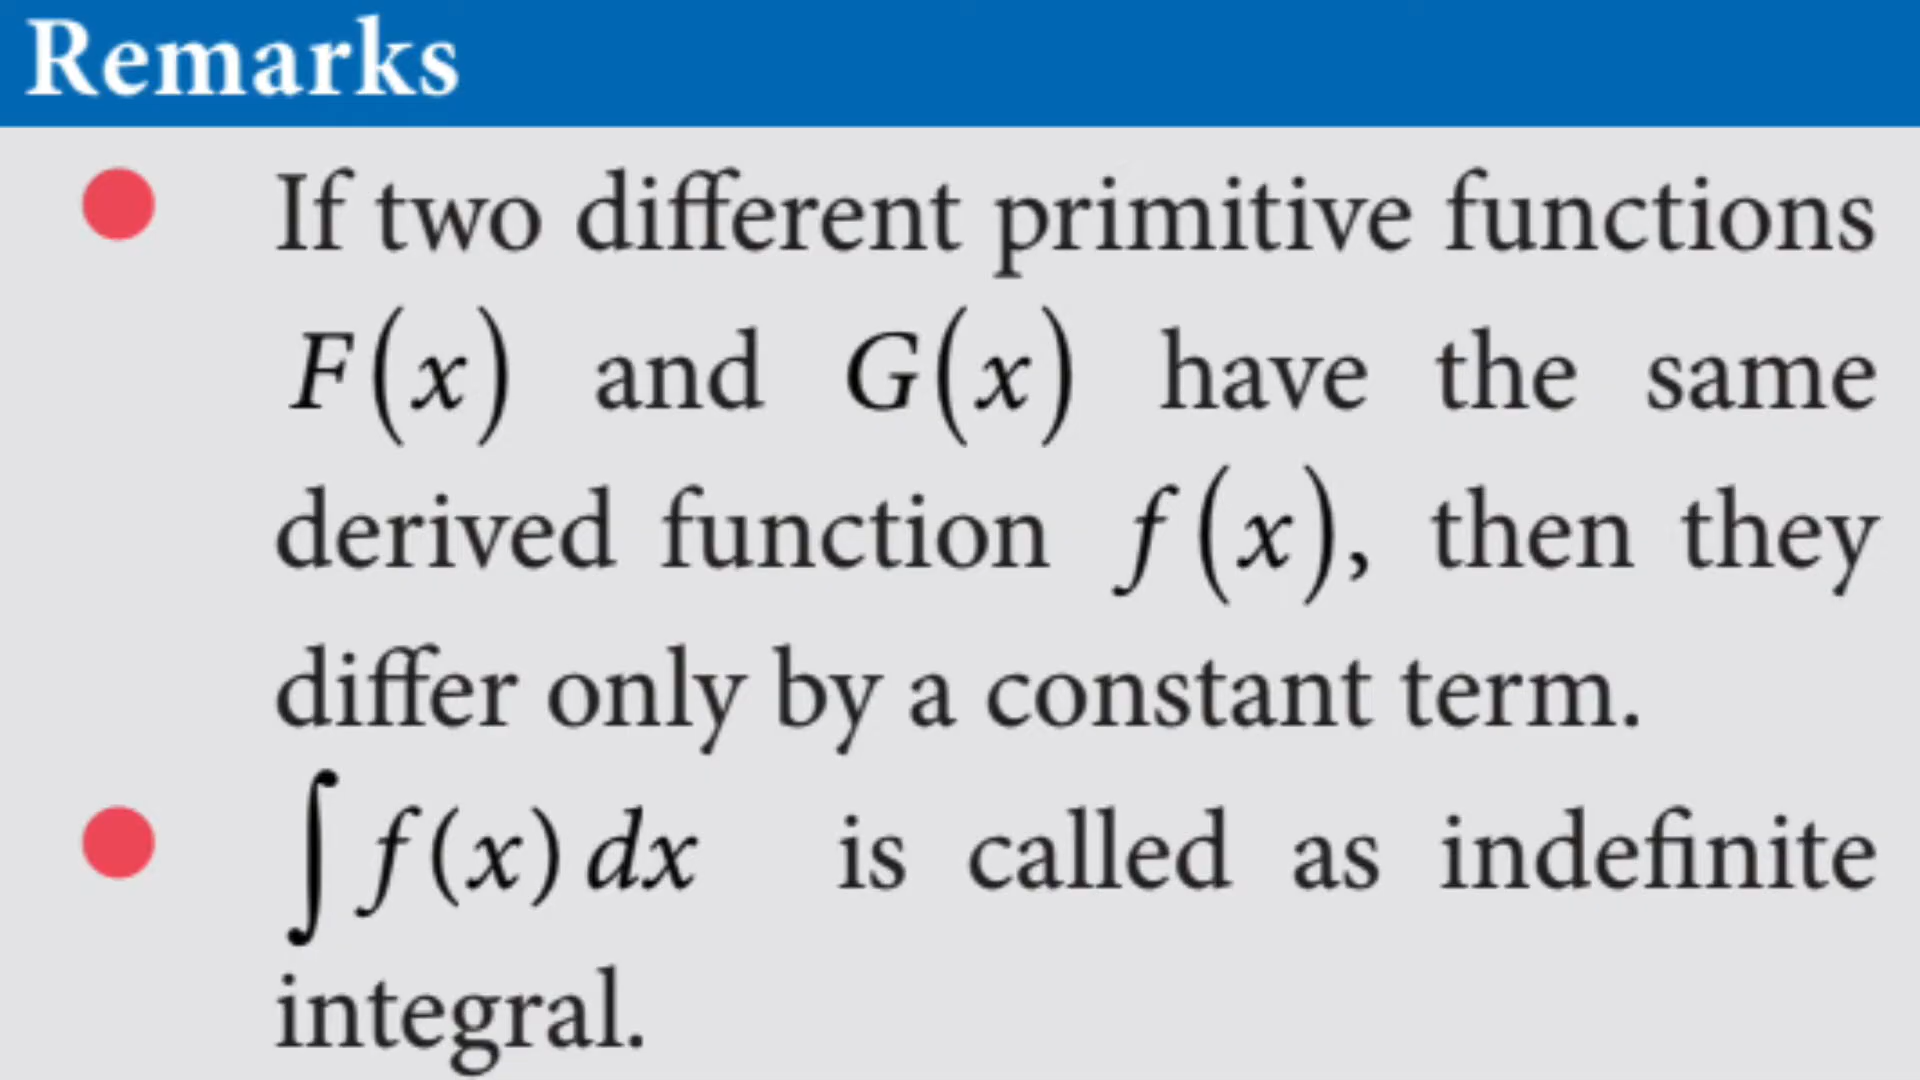 Remarks
If two different primitive functions
F(x) and G(x) have the same
derived function f(x), then they
differ only by a constant term.
∫ f(x) dx is called as indefinite
integral.